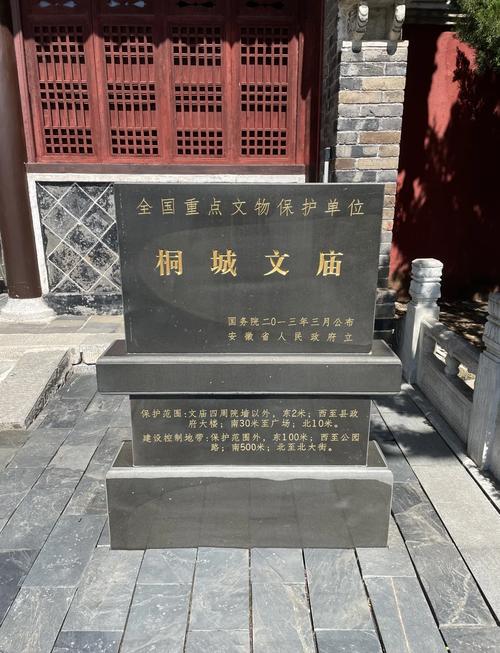 全国重点文物保护单位
桐城文庙
国务院二〇一三年三月公布
安徽省人民政府立
保护范围:文庙四周院墙以外,东2米;西至县政
府大楼;南30米至广场;北10米。
建设控制地带:保护范围外,东100米;西至公园
路;南500米;北至北大街。